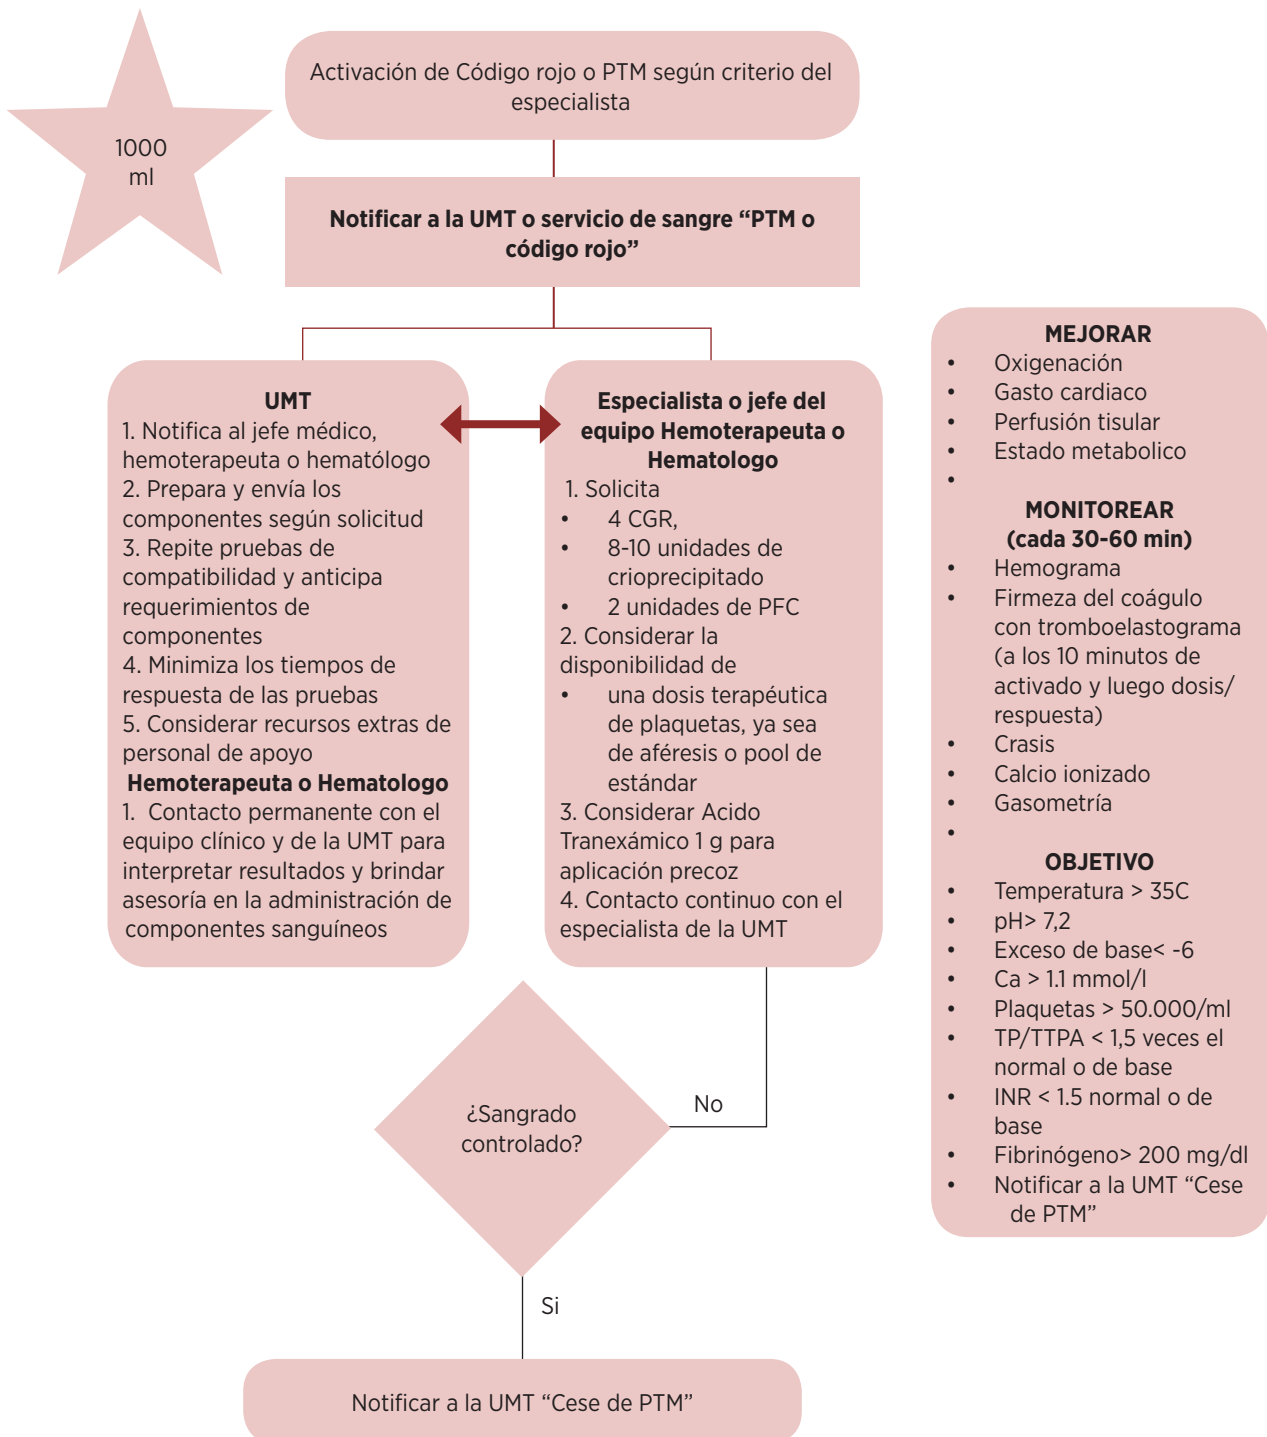 1000
ml
Activación de Código rojo o PTM según criterio del
especialista
Notificar a la UMT o servicio de sangre “PTM o
código rojo”
UMT
1. Notifica al jefe médico,
hemoterapeuta o hematólogo
2. Prepara y envía los
componentes según solicitud
3. Repite pruebas de
compatibilidad y anticipa
requerimientos de
componentes
4. Minimiza los tiempos de
respuesta de las pruebas
5. Considerar recursos extras de
personal de apoyo
Hemoterapeuta o Hematologo
1. Contacto permanente con el
equipo clínico y de la UMT para
interpretar resultados y brindar
asesoría en la administración de
componentes sanguíneos
Especialista o jefe del
equipo Hemoterapeuta o
Hematologo
1. Solicita
• 4 CGR,
• 8-10 unidades de
crioprecipitado
• 2 unidades de PFC
2. Considerar la
disponibilidad de
• una dosis terapéutica
de plaquetas, ya sea
de aféresis o pool de
estándar
3. Considerar Acido
Tranexámico 1 g para
aplicación precoz
4. Contacto continuo con el
especialista de la UMT
MEJORAR
• Oxigenación
• Gasto cardiaco
• Perfusión tisular
• Estado metabolico
•
MONITOREAR
(cada 30-60 min)
• Hemograma
• Firmeza del coágulo
con tromboelastograma
(a los 10 minutos de
activado y luego dosis/
respuesta)
• Crasis
• Calcio ionizado
• Gasometría
•
OBJETIVO
• Temperatura > 35C
• pH> 7,2
• Exceso de base< -6
• Ca > 1.1 mmol/l
• Plaquetas > 50.000/ml
• TP/TTPA < 1,5 veces el
normal o de base
• INR < 1.5 normal o de
base
• Fibrinógeno> 200 mg/dl
• Notificar a la UMT “Cese
de PTM”
¿Sangrado
controlado?
No
Si
Notificar a la UMT “Cese de PTM”